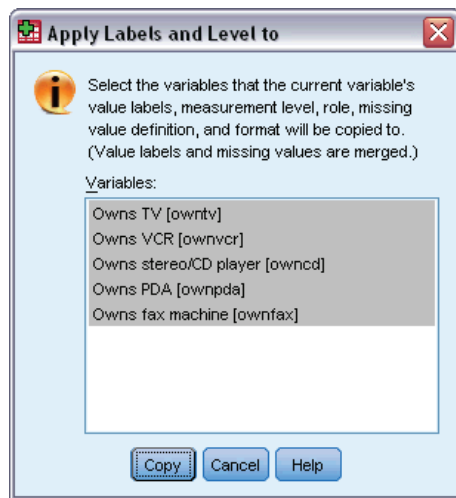 Apply Labels and Level to
Select the variables that the current variable's
value labels, measurement level, role, missing
value definition, and format will be copied to.
(Value labels and missing values are merged.)
Variables:
Owns TV [owntv]
Owns VCR [ownvcr]
Owns stereo/CD player [owncd]
Owns PDA [ownpda]
Owns fax machine [ownfax]
Copy Cancel Help